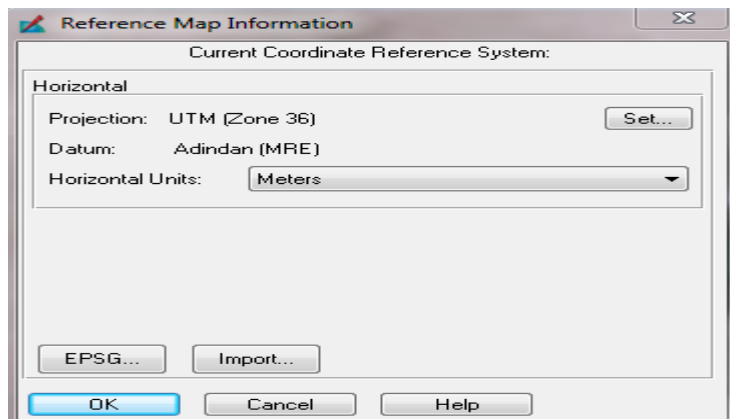 Reference Map Information
Current Coordinate Reference System:
Horizontal
Projection: UTM (Zone 36) Set...
Datum: Adindan (MRE)
Horizontal Units: Meters
EPSG... Import...
OK Cancel Help